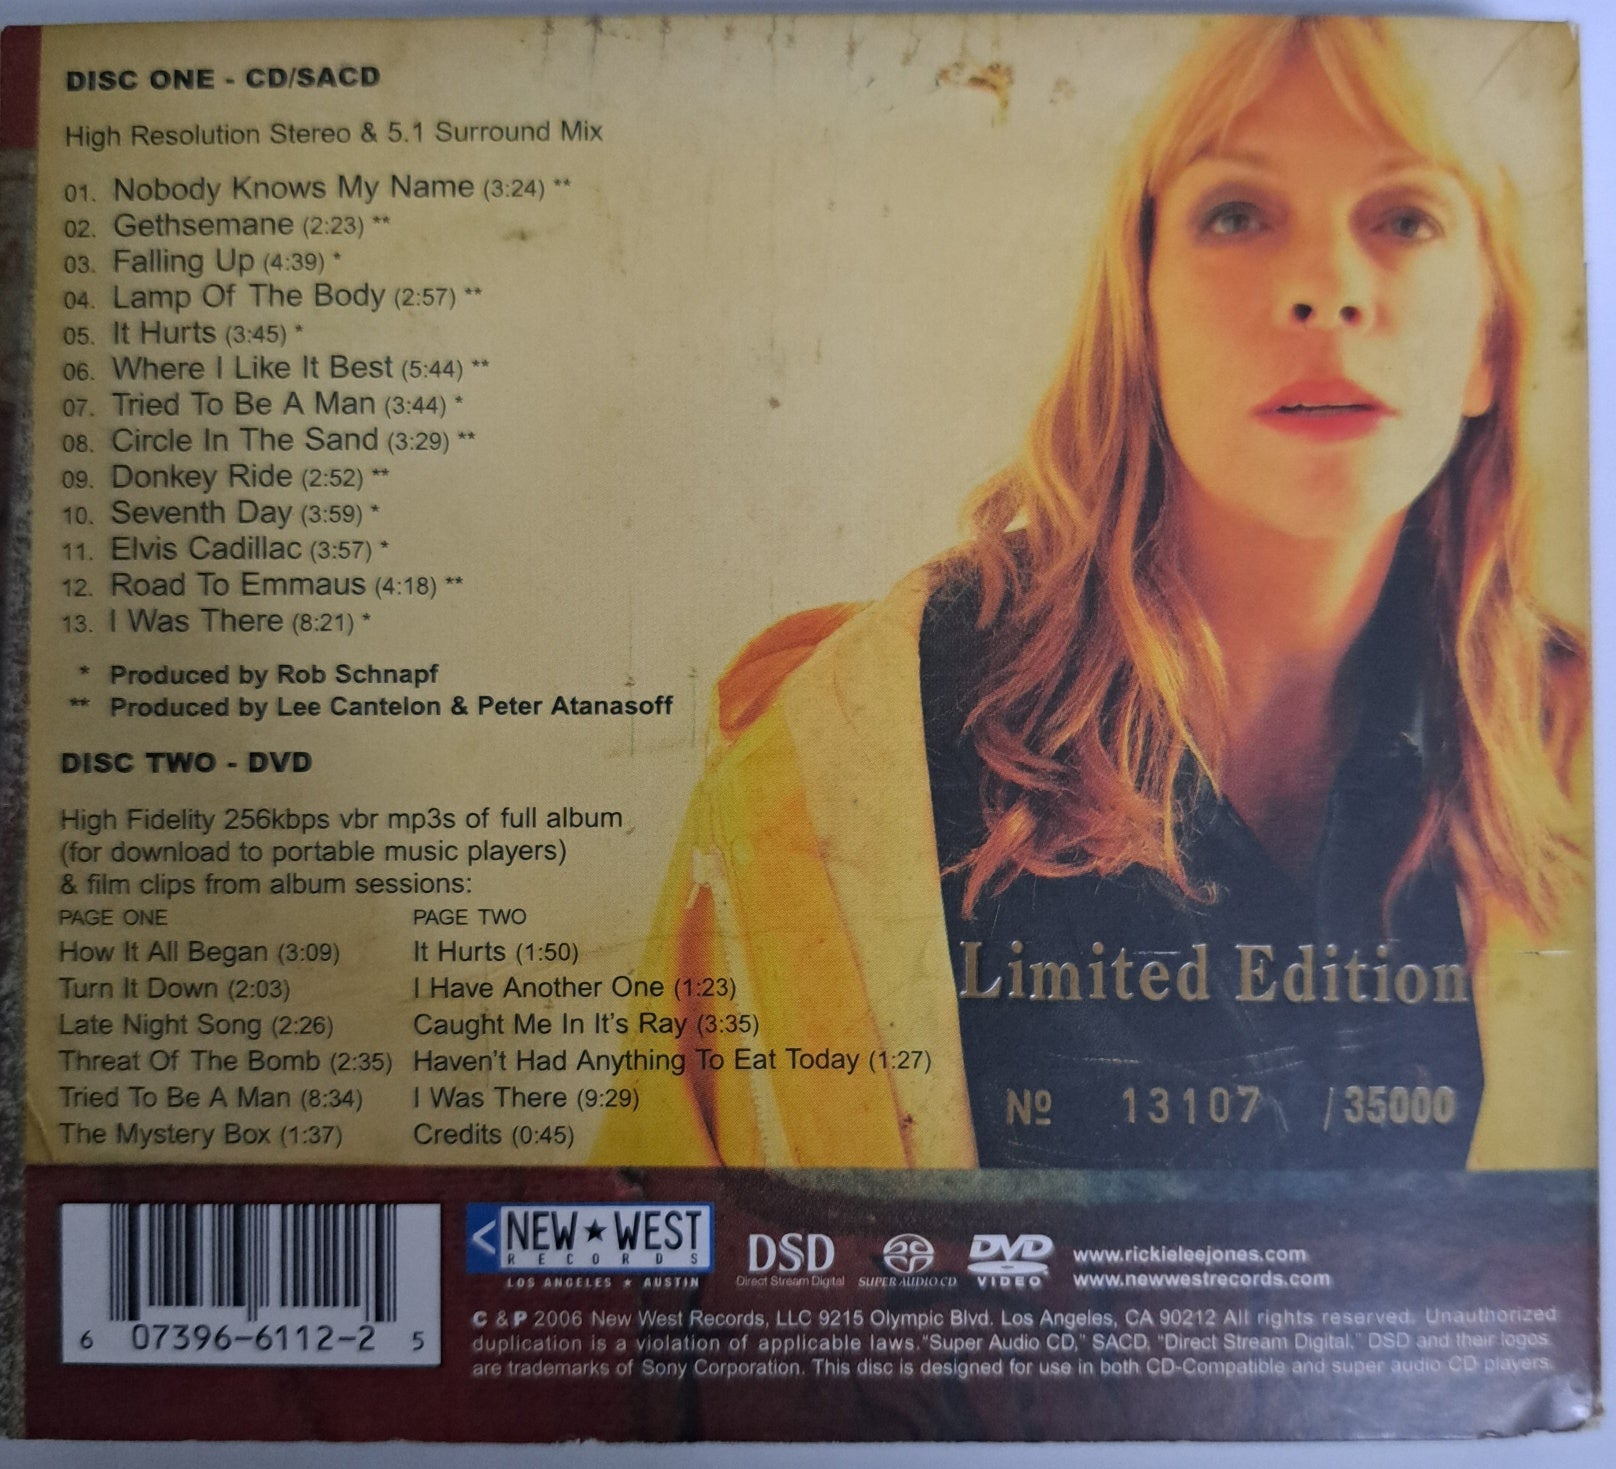 DISC ONE - CD/SACD
High Resolution Stereo & 5.1 Surround Mix
01. Nobody Knows My Name (3:24) **
02. Gethsemane (2:23) **
03. Falling Up (4:39) *
04. Lamp Of The Body (2:57) **
05. It Hurts (3:45) *
06. Where I Like It Best (5:44) **
07. Tried To Be A Man (3:44) *
08. Circle In The Sand (3:29) **
09. Donkey Ride (2:52) **
10. Seventh Day (3:59) *
11. Elvis Cadillac (3:57) *
12. Road To Emmaus (4:18) **
13. I Was There (8:21) *
* Produced by Rob Schnapf
** Produced by Lee Cantelon & Peter Atanasoff
DISC TWO - DVD
High Fidelity 256kbps vbr mp3s of full album
(for download to portable music players)
& film clips from album sessions:
PAGE ONE
How It All Began (3:09)
Turn It Down (2:03)
Late Night Song (2:26)
Threat Of The Bomb (2:35)
Tried To Be A Man (8:34)
The Mystery Box (1:37)
PAGE TWO
It Hurts (1:50)
I Have Another One (1:23)
Caught Me In It's Ray (3:35)
Haven't Had Anything To Eat Today (1:27)
I Was There (9:29)
Credits (0:45)
Limited Edition
Nº 13107 /35000
6 07396-6112-2 5
< NEW★WEST
RECORDS
LOS ANGELES ★ AUSTIN
DSD
Direct Stream Digital
SUPER AUDIO CD
DVD
VIDEO
www.rickieleejones.com
www.newwestrecords.com
C & P 2006 New West Records, LLC 9215 Olympic Blvd. Los Angeles, CA 90212 All rights reserved. Unauthorized
duplication is a violation of applicable laws."Super Audio CD," SACD, "Direct Stream Digital," DSD and their logos
are trademarks of Sony Corporation. This disc is designed for use in both CD-Compatible and super audio CD players.